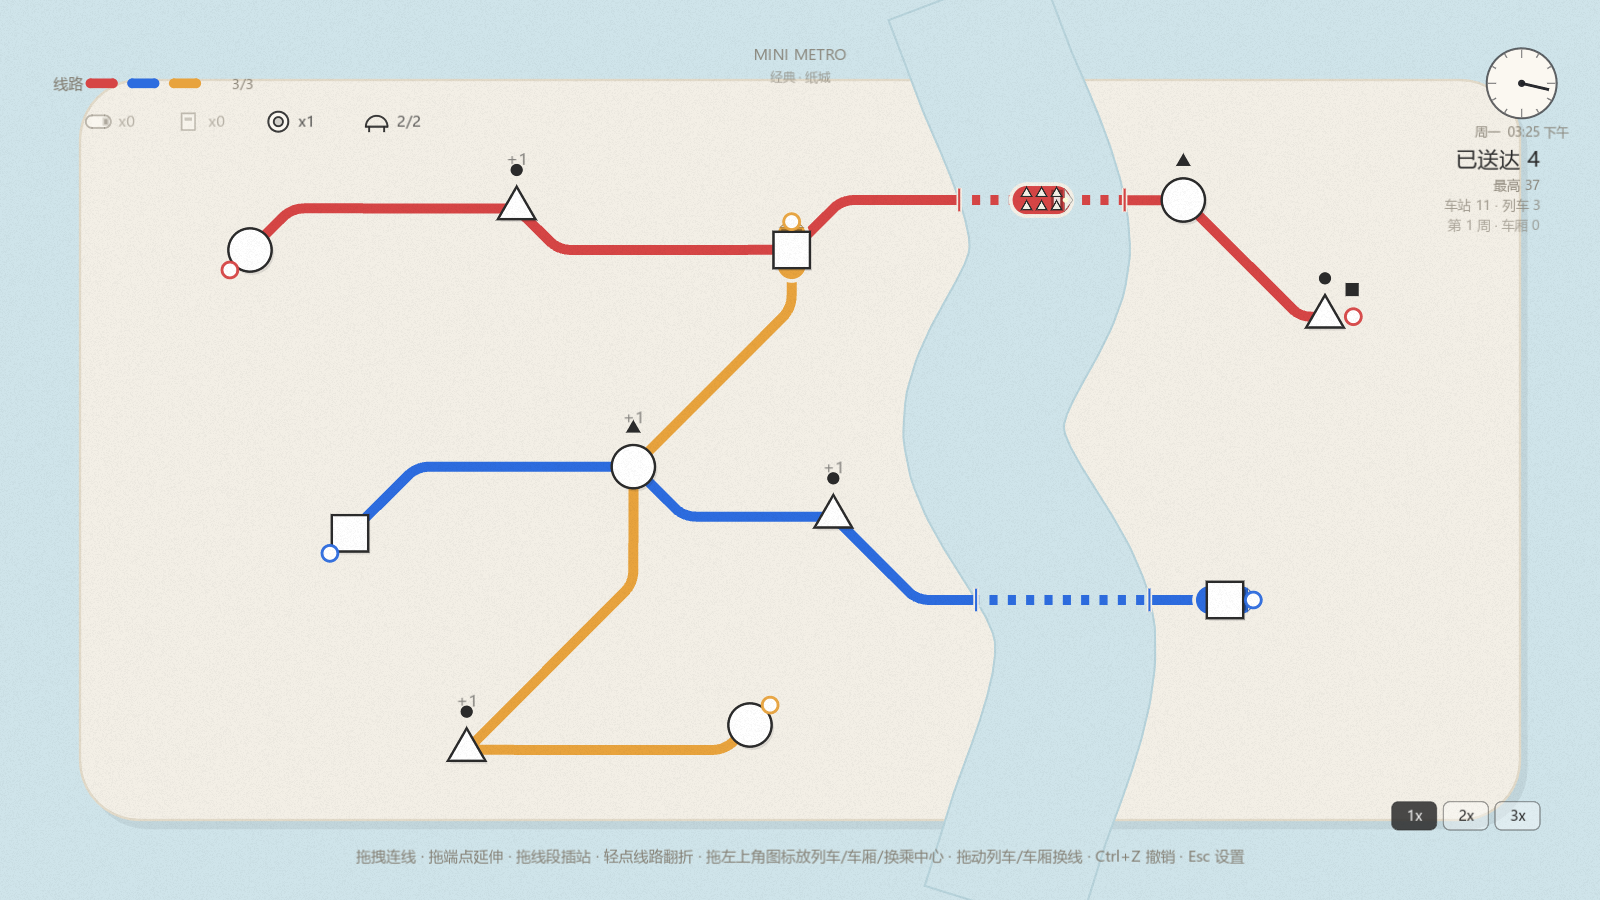 MINI METRO
经典 · 纸城
线路 3/3
x0 x0 x1 2/2
周一 03:25 下午
已送达 4
最高 37
车站 11 · 列车 3
第 1 周 · 车厢 0
+1
+1
+1
+1
1x 2x 3x
拖拽连线 · 拖端点延伸 · 拖线段插站 · 轻点线路翻折 · 拖左上角图标放列车/车厢/换乘中心 · 拖动列车/车厢换线 · Ctrl+Z 撤销 · Esc 设置